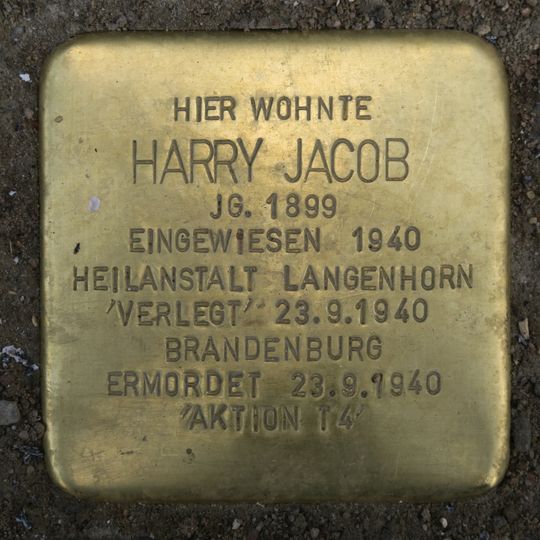 HIER WOHNTE
HARRY JACOB
JG. 1899
EINGEWIESEN 1940
HEILANSTALT LANGENHORN
'VERLEGT' 23.9.1940
BRANDENBURG
ERMORDET 23.9.1940
'AKTION T4'